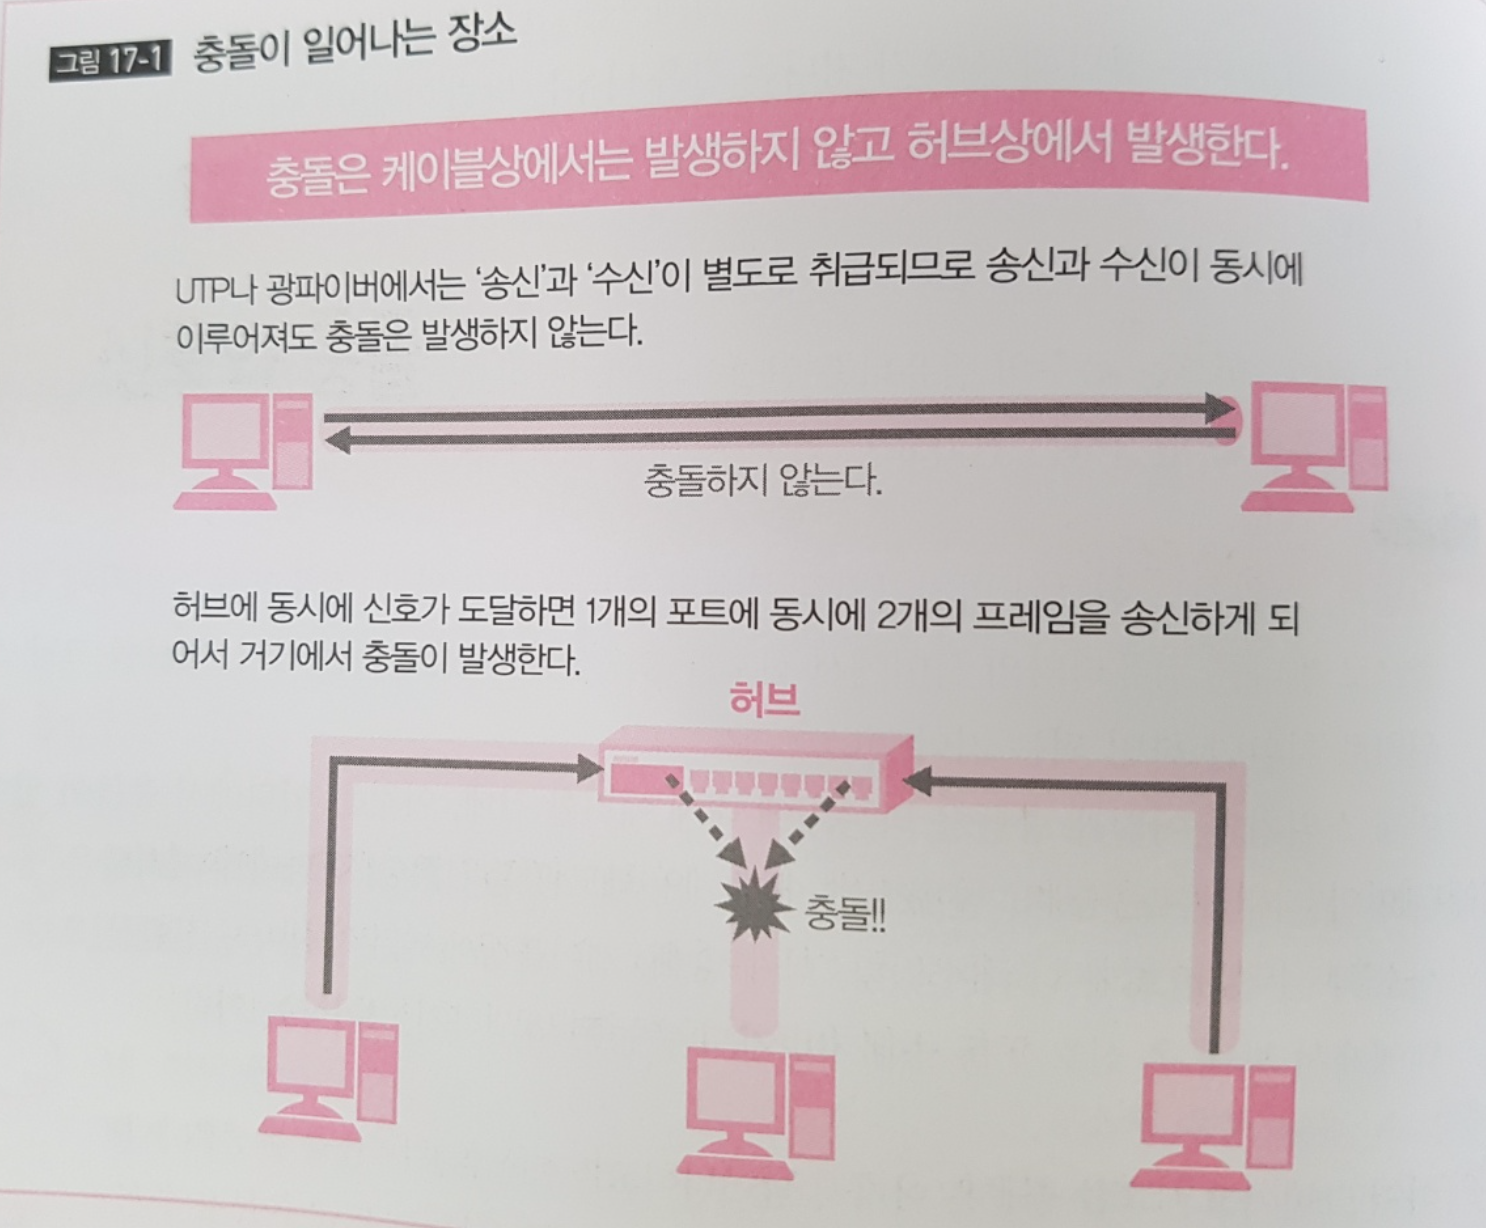 그림 17-1 충돌이 일어나는 장소
충돌은 케이블상에서는 발생하지 않고 허브상에서 발생한다.
UTP나 광파이버에서는 ‘송신’과 ‘수신’이 별도로 취급되므로 송신과 수신이 동시에
이루어져도 충돌은 발생하지 않는다.
충돌하지 않는다.
허브에 동시에 신호가 도달하면 1개의 포트에 동시에 2개의 프레임을 송신하게 되
어서 거기에서 충돌이 발생한다.
허브
충돌!!